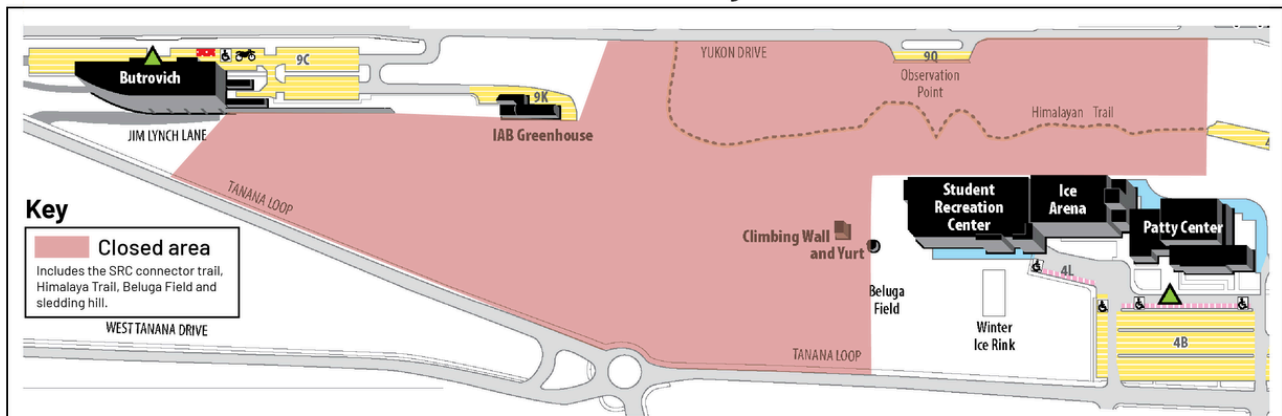 YUKON DRIVE
9C
9Q
Butrovich
Observation
Point
9K
Himalayan Trail
JIM LYNCH LANE
IAB Greenhouse
TANANA LOOP
Student
Recreation
Center
Ice
Arena
Patty Center
Key
Closed area
Includes the SRC connector trail,
Himalaya Trail, Beluga Field and
sledding hill.
Climbing Wall
and Yurt
4L
Beluga
Field
WEST TANANA DRIVE
Winter
Ice Rink
TANANA LOOP
4B